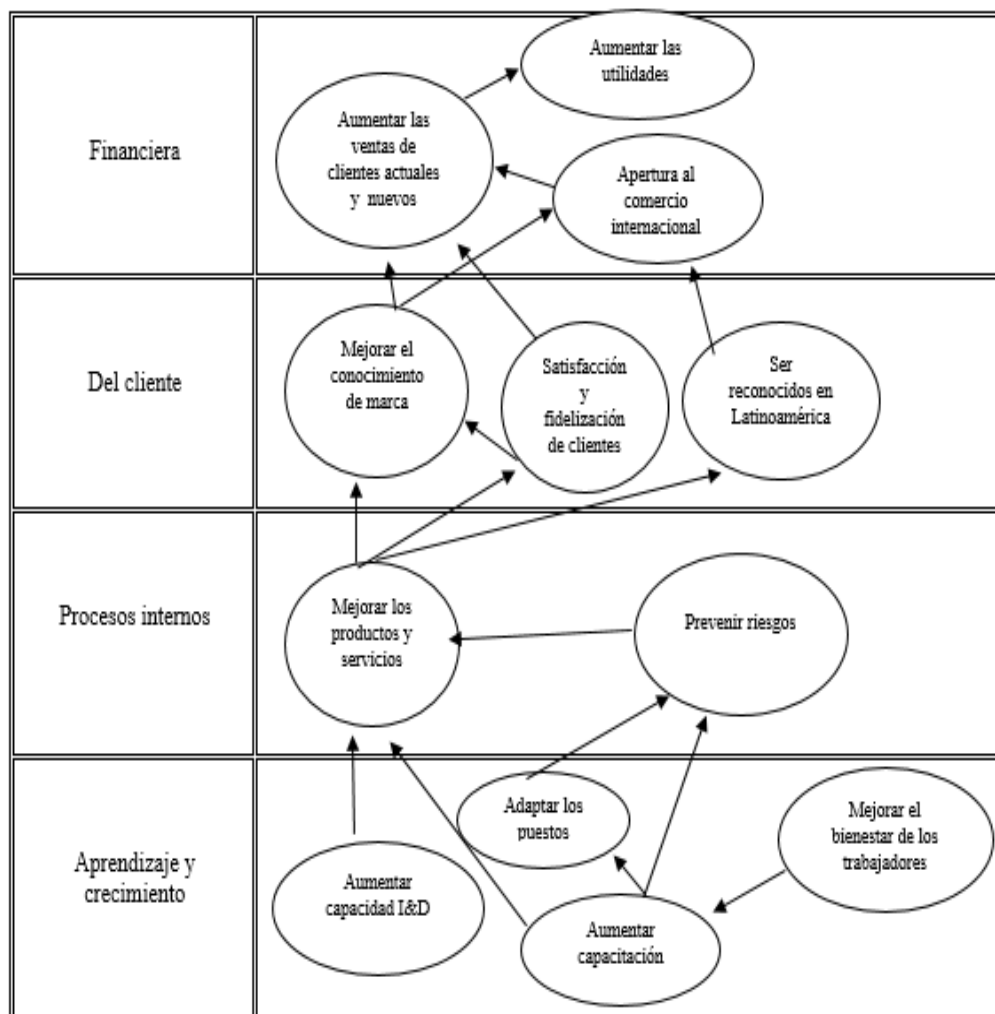 Financiera
Aumentar las
utilidades
Aumentar las
ventas de
clientes actuales
y nuevos
Apertura al
comercio
internacional
Del cliente
Mejorar el
conocimiento
de marca
Satisfacción
y
fidelización
de clientes
Ser
reconocidos en
Latinoamérica
Procesos internos
Mejorar los
productos y
servicios
Prevenir riesgos
Aprendizaje y
crecimiento
Adaptar los
puestos
Mejorar el
bienestar de los
trabajadores
Aumentar
capacidad I&D
Aumentar
capacitación